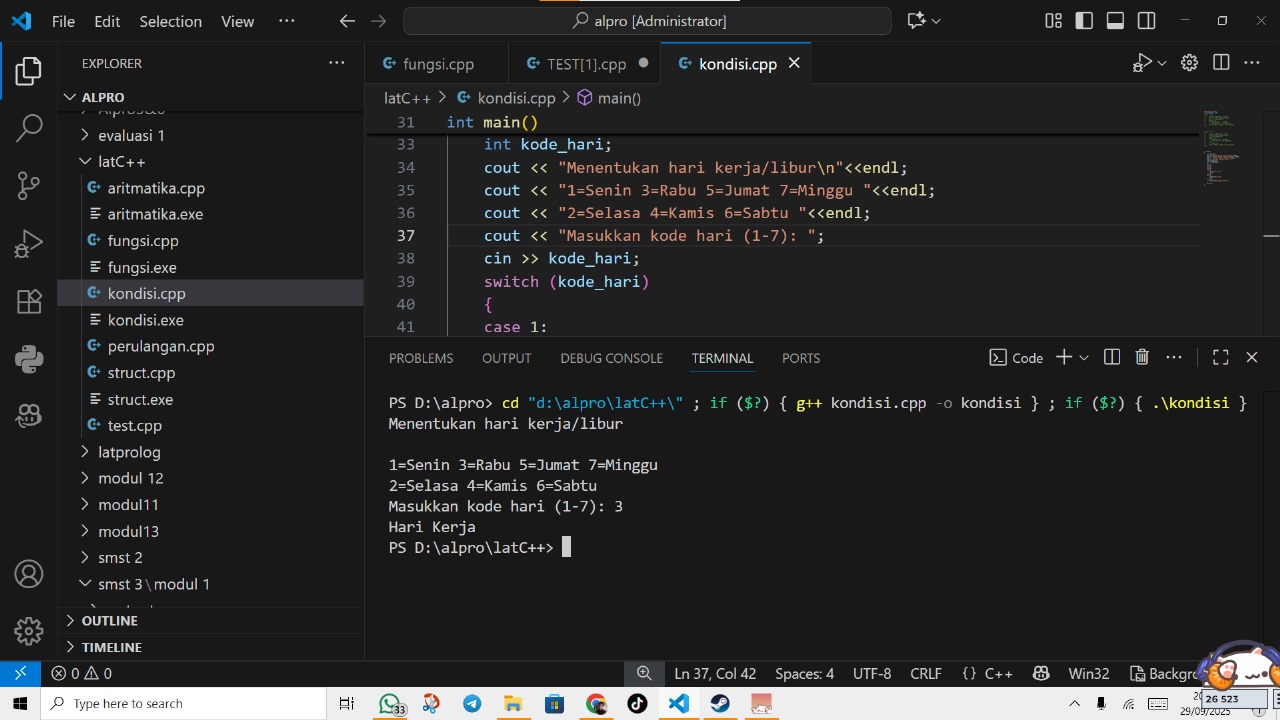 File Edit Selection View ··· alpro [Administrator]
EXPLORER
ALPRO
evaluasi 1
latC++
aritmatika.cpp
aritmatika.exe
fungsi.cpp
fungsi.exe
kondisi.cpp
kondisi.exe
perulangan.cpp
struct.cpp
struct.exe
test.cpp
latprolog
modul 12
modul11
modul13
smst 2
smst 3\modul 1
OUTLINE
TIMELINE
fungsi.cpp TEST[1].cpp kondisi.cpp
latC++ > kondisi.cpp > main()
31 int main()
33 int kode_hari;
34 cout << "Menentukan hari kerja/libur\n"<<endl;
35 cout << "1=Senin 3=Rabu 5=Jumat 7=Minggu "<<endl;
36 cout << "2=Selasa 4=Kamis 6=Sabtu "<<endl;
37 cout << "Masukkan kode hari (1-7): ";
38 cin >> kode_hari;
39 switch (kode_hari)
40 {
41 case 1:
PROBLEMS OUTPUT DEBUG CONSOLE TERMINAL PORTS Code
PS D:\alpro> cd "d:\alpro\latC++\" ; if ($?) { g++ kondisi.cpp -o kondisi } ; if ($?) { .\kondisi }
Menentukan hari kerja/libur
1=Senin 3=Rabu 5=Jumat 7=Minggu
2=Selasa 4=Kamis 6=Sabtu
Masukkan kode hari (1-7): 3
Hari Kerja
PS D:\alpro\latC++>
0 0 Ln 37, Col 42 Spaces: 4 UTF-8 CRLF {} C++ Win32
26 523
Type here to search 33
29/09/2025